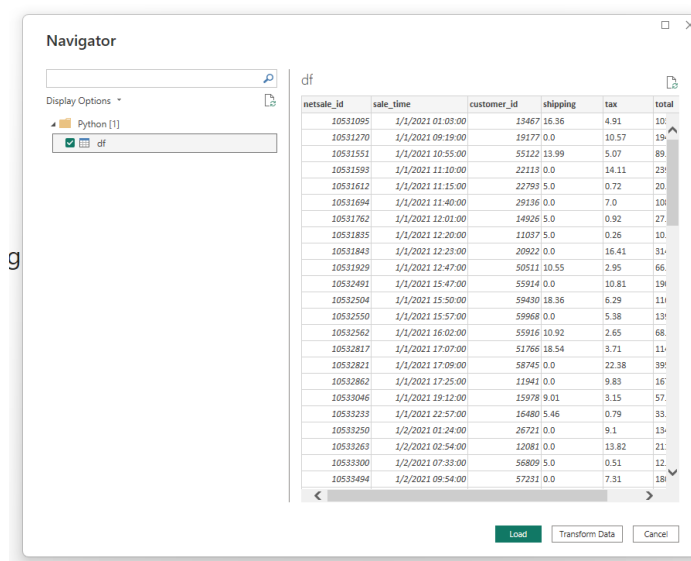 Navigator
df
Display Options
Python [1]
df
netsale_id sale_time customer_id shipping tax total
10531095 1/1/2021 01:03:00 13467 16.36 4.91
10531270 1/1/2021 09:19:00 19177 0.0 10.57
10531551 1/1/2021 10:55:00 55122 13.99 5.07 89.
10531593 1/1/2021 11:10:00 22113 0.0 14.11
10531612 1/1/2021 11:15:00 22793 5.0 0.72 20.
10531694 1/1/2021 11:40:00 29136 0.0 7.0
10531762 1/1/2021 12:01:00 14926 5.0 0.92 27.
10531835 1/1/2021 12:20:00 11037 5.0 0.26 10.
10531843 1/1/2021 12:23:00 20922 0.0 16.41
10531929 1/1/2021 12:47:00 50511 10.55 2.95 66.
10532491 1/1/2021 15:47:00 55914 0.0 10.81
10532504 1/1/2021 15:50:00 59430 18.36 6.29
10532550 1/1/2021 15:57:00 59968 0.0 5.38
10532562 1/1/2021 16:02:00 55916 10.92 2.65 68.
10532817 1/1/2021 17:07:00 51766 18.54 3.71
10532821 1/1/2021 17:09:00 58745 0.0 22.38
10532862 1/1/2021 17:25:00 11941 0.0 9.83
10533046 1/1/2021 19:12:00 15978 9.01 3.15 57.
10533233 1/1/2021 22:57:00 16480 5.46 0.79 33.
10533250 1/2/2021 01:24:00 26721 0.0 9.1
10533263 1/2/2021 02:54:00 12081 0.0 13.82
10533300 1/2/2021 07:33:00 56809 5.0 0.51 12.
10533494 1/2/2021 09:54:00 57231 0.0 7.31
Load Transform Data Cancel